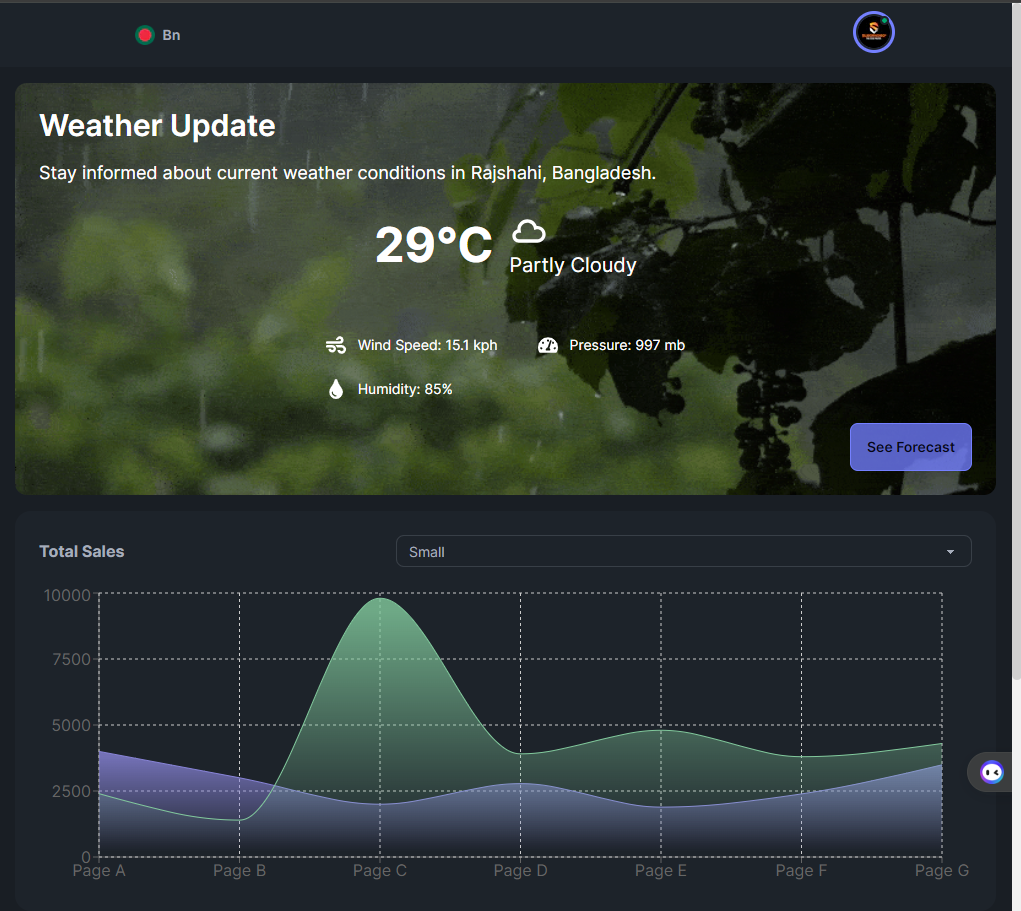 Bn
Weather Update
Stay informed about current weather conditions in Rajshahi, Bangladesh.
29°C
Partly Cloudy
Wind Speed: 15.1 kph Pressure: 997 mb
Humidity: 85%
See Forecast
Total Sales Small
10000
7500
5000
2500
0
Page A Page B Page C Page D Page E Page F Page G